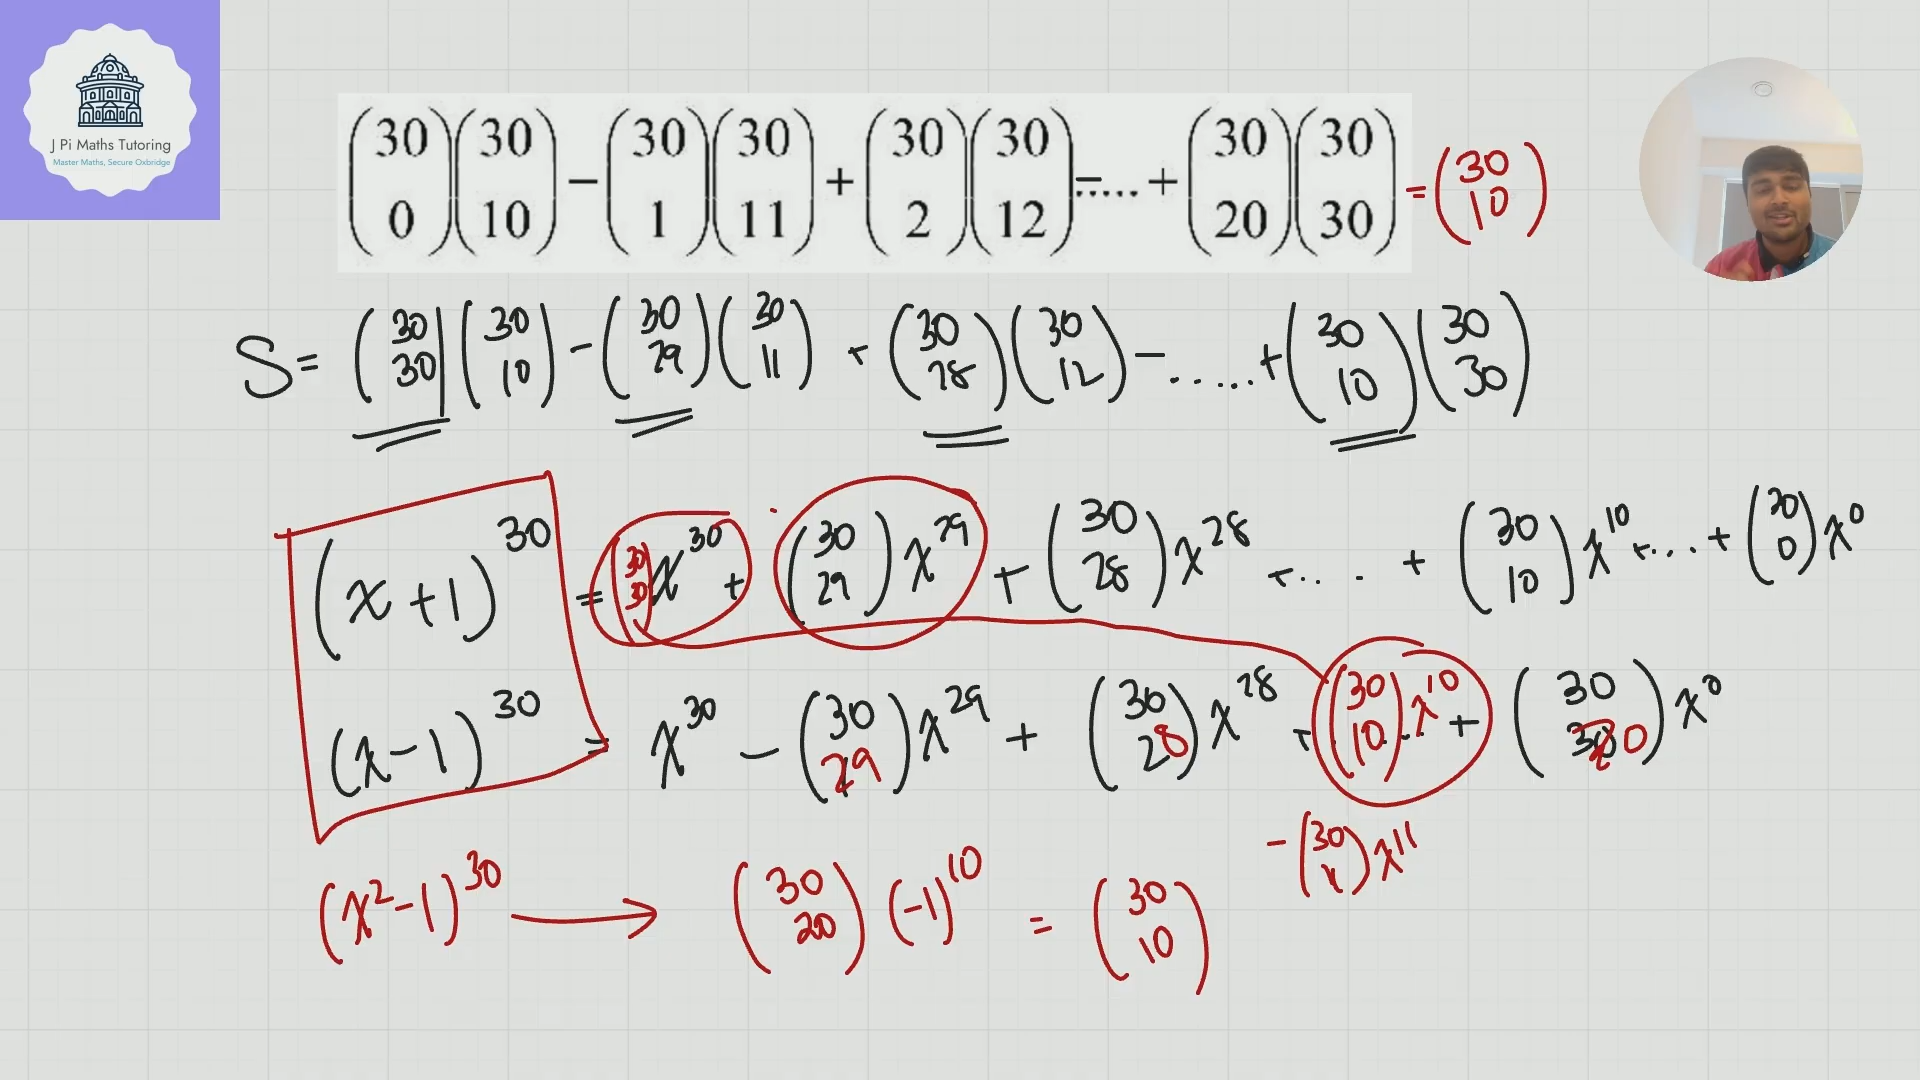 J Pi Maths Tutoring
Master Maths, Secure Oxbridge
(30 0)(30 10) − (30 1)(30 11) + (30 2)(30 12) − ..... + (30 20)(30 30) = (30 10)
S = (30 30)(30 10) − (30 29)(30 11) + (30 28)(30 12) − ..... + (30 10)(30 30)
(x+1)^30 = (30 30)x^30 + (30 29)x^29 + (30 28)x^28 + ... . + (30 10)x^10 + ... + (30 0)x^0
(x−1)^30 = x^30 − (30 29)x^29 + (30 28)x^28 + (30 10)x^10 + (30 0)x^0
− (30 )x^11
(x^2−1)^30 → (30 20)(−1)^10 = (30 10)